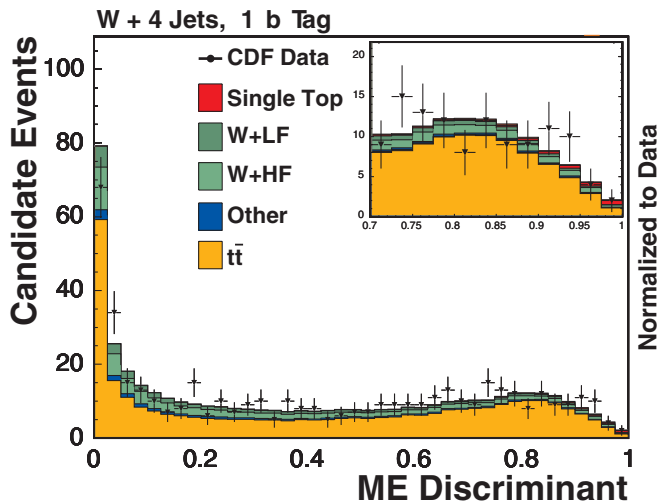 W + 4 Jets, 1 b Tag
Candidate Events
100
80
60
40
20
0
CDF Data
Single Top
W+LF
W+HF
Other
tt̄
20
15
10
5
0
0.7 0.75 0.8 0.85 0.9 0.95 1
Normalized to Data
0 0.2 0.4 0.6 0.8 1
ME Discriminant